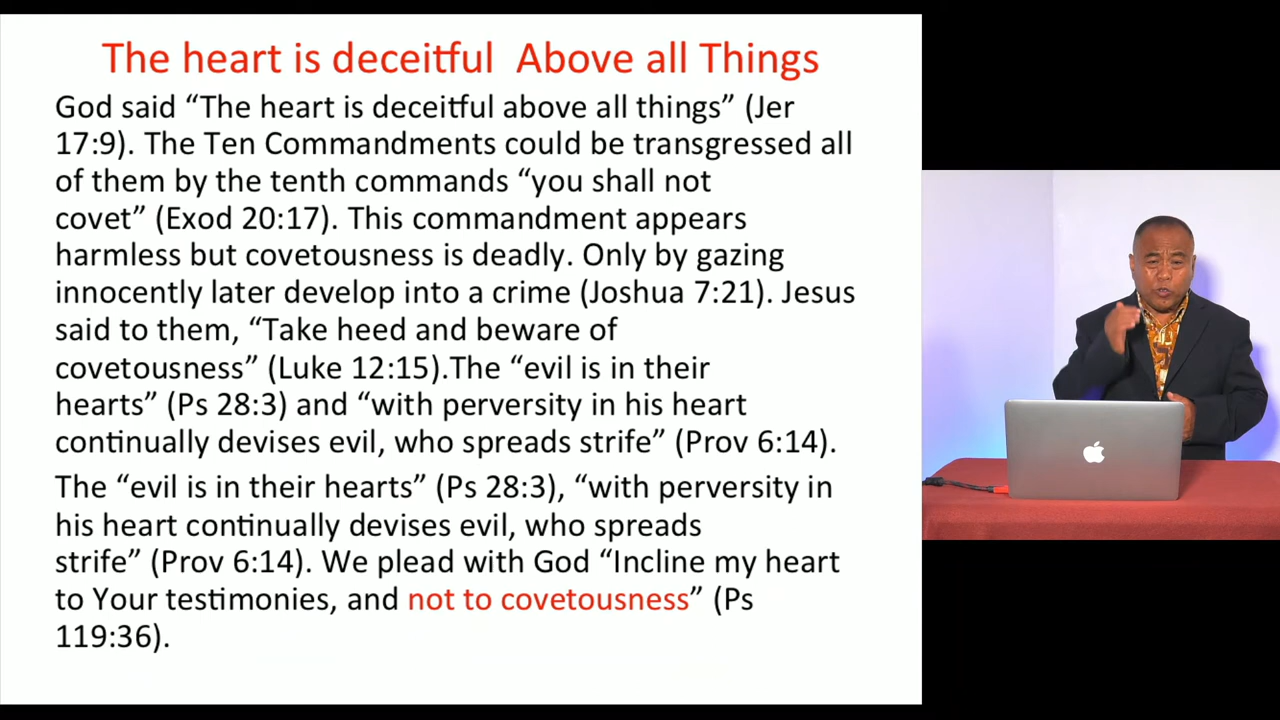 The heart is deceitful Above all Things
God said “The heart is deceitful above all things” (Jer
17:9). The Ten Commandments could be transgressed all
of them by the tenth commands “you shall not
covet” (Exod 20:17). This commandment appears
harmless but covetousness is deadly. Only by gazing
innocently later develop into a crime (Joshua 7:21). Jesus
said to them, “Take heed and beware of
covetousness” (Luke 12:15).The “evil is in their
hearts” (Ps 28:3) and “with perversity in his heart
continually devises evil, who spreads strife” (Prov 6:14).
The “evil is in their hearts” (Ps 28:3), “with perversity in
his heart continually devises evil, who spreads
strife” (Prov 6:14). We plead with God “Incline my heart
to Your testimonies, and not to covetousness” (Ps
119:36).